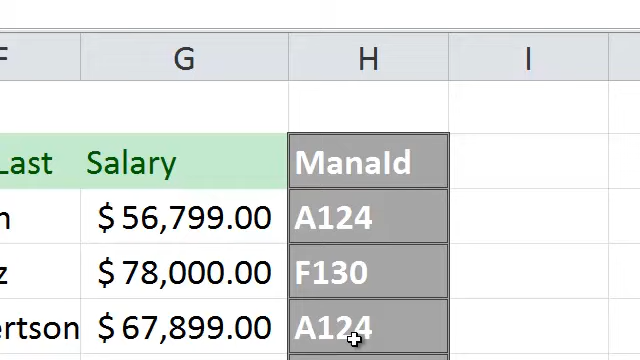 F G H I
Last Salary ManaId
n $ 56,799.00 A124
z $ 78,000.00 F130
ertson $ 67,899.00 A124